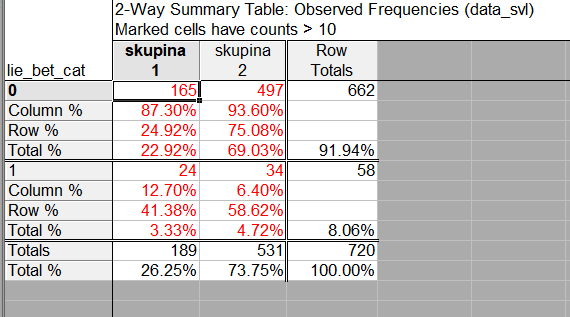 2-Way Summary Table: Observed Frequencies (data_svl)
Marked cells have counts > 10
lie_bet_cat skupina 1 skupina 2 Row Totals
0 165 497 662
Column % 87.30% 93.60%
Row % 24.92% 75.08%
Total % 22.92% 69.03% 91.94%
1 24 34 58
Column % 12.70% 6.40%
Row % 41.38% 58.62%
Total % 3.33% 4.72% 8.06%
Totals 189 531 720
Total % 26.25% 73.75% 100.00%